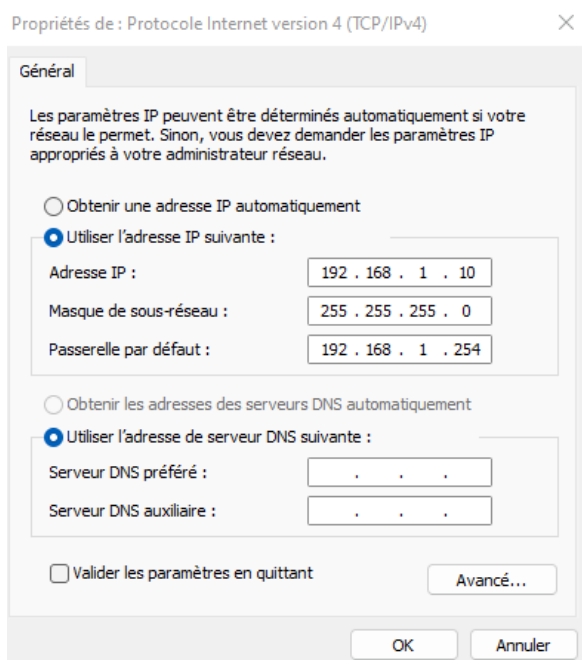 Propriétés de : Protocole Internet version 4 (TCP/IPv4)
Général
Les paramètres IP peuvent être déterminés automatiquement si votre
réseau le permet. Sinon, vous devez demander les paramètres IP
appropriés à votre administrateur réseau.
Obtenir une adresse IP automatiquement
Utiliser l'adresse IP suivante :
Adresse IP : 192 . 168 . 1 . 10
Masque de sous-réseau : 255 . 255 . 255 . 0
Passerelle par défaut : 192 . 168 . 1 . 254
Obtenir les adresses des serveurs DNS automatiquement
Utiliser l'adresse de serveur DNS suivante :
Serveur DNS préféré : . . .
Serveur DNS auxiliaire : . . .
Valider les paramètres en quittant
Avancé...
OK Annuler